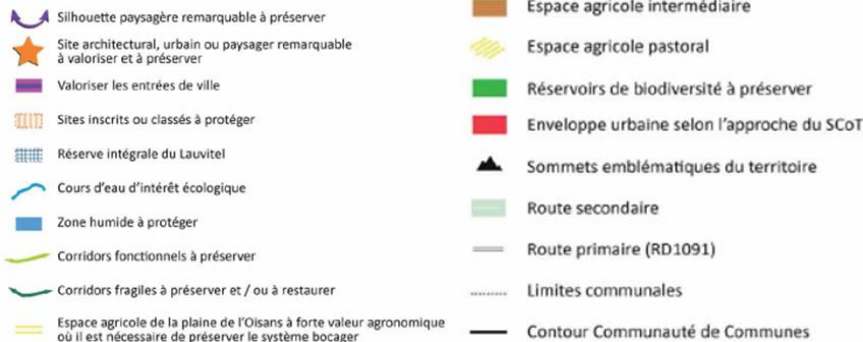 Silhouette paysagère remarquable à préserver
Site architectural, urbain ou paysager remarquable
à valoriser et à préserver
Valoriser les entrées de ville
Sites inscrits ou classés à protéger
Réserve intégrale du Lauvitel
Cours d'eau d'intérêt écologique
Zone humide à protéger
Corridors fonctionnels à préserver
Corridors fragiles à préserver et / ou à restaurer
Espace agricole de la plaine de l'Oisans à forte valeur agronomique
où il est nécessaire de préserver le système bocager
Espace agricole intermédiaire
Espace agricole pastoral
Réservoirs de biodiversité à préserver
Enveloppe urbaine selon l'approche du SCoT
Sommets emblématiques du territoire
Route secondaire
Route primaire (RD1091)
Limites communales
Contour Communauté de Communes